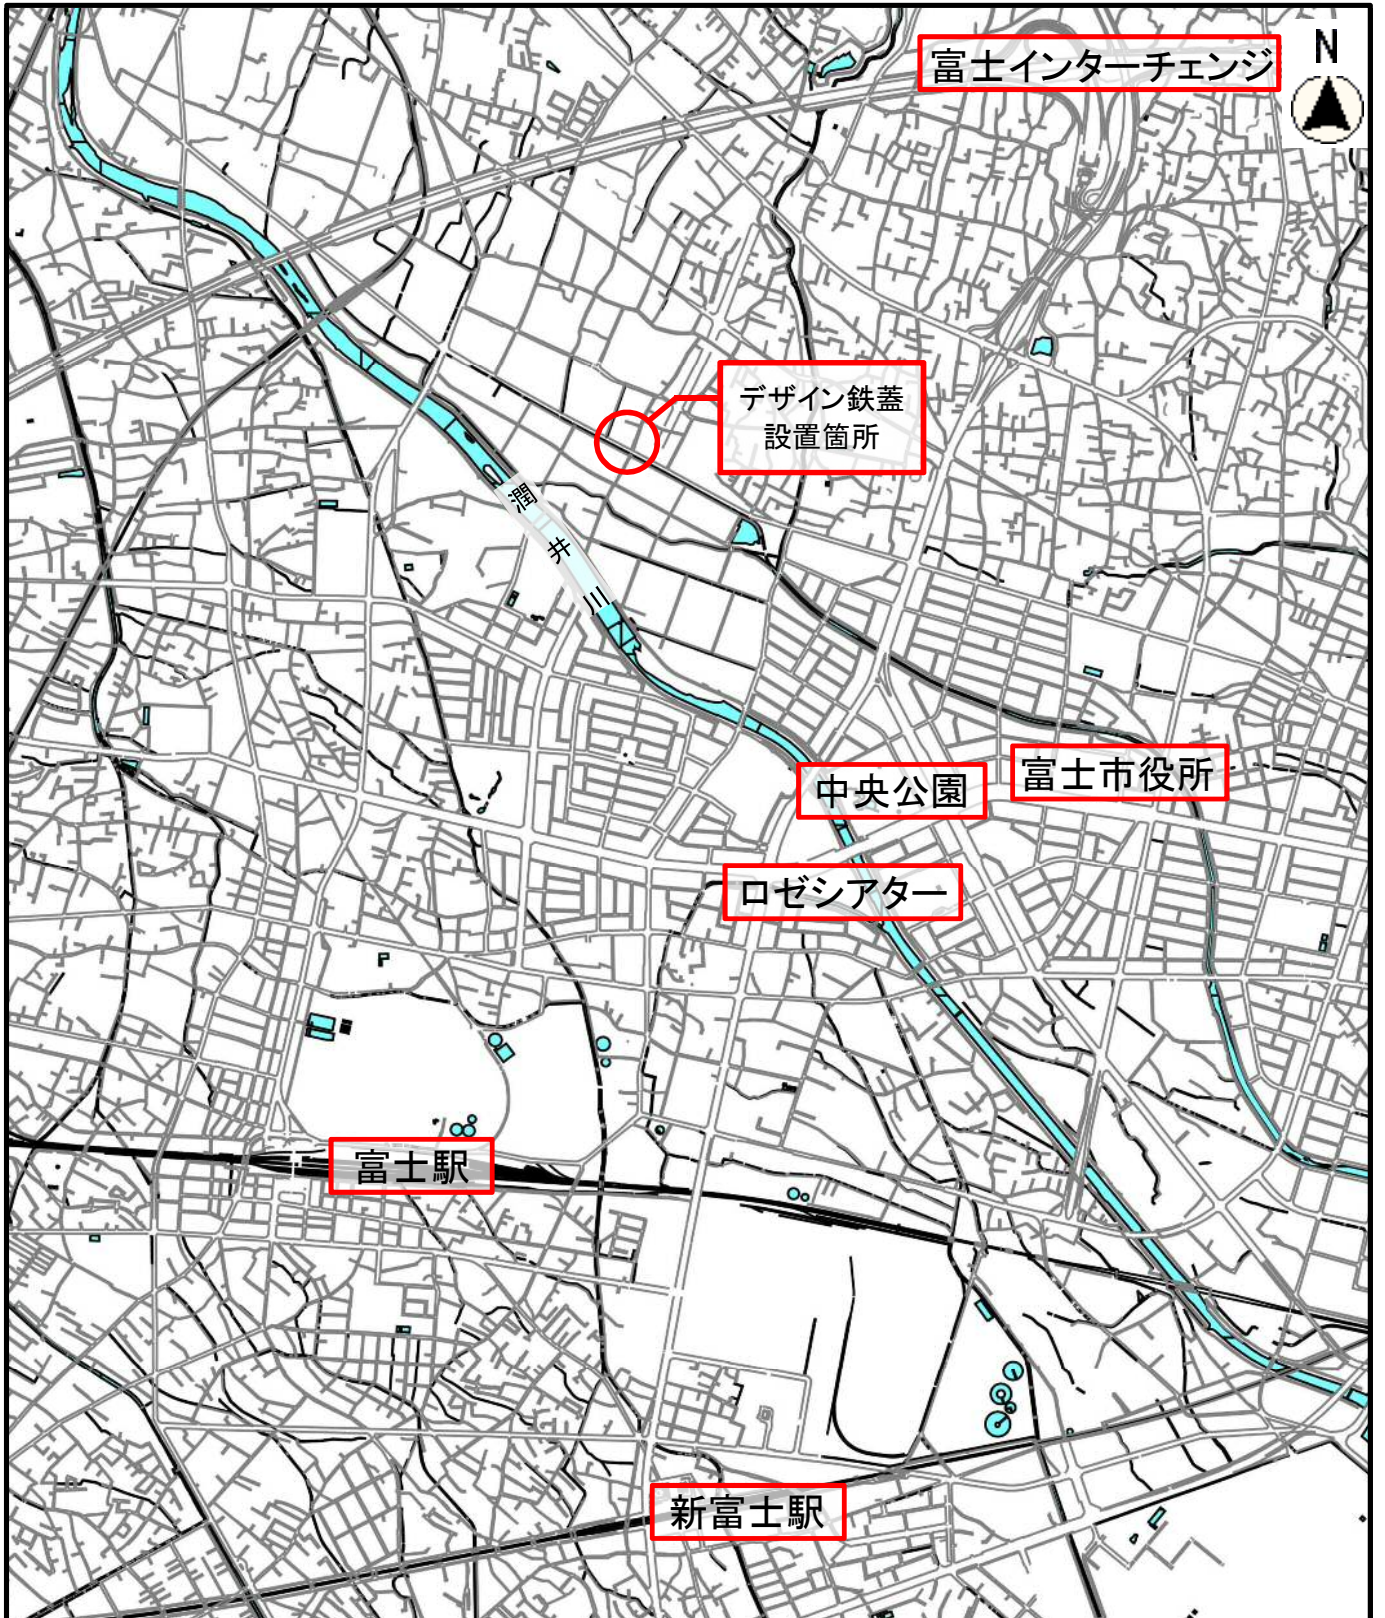 富士インターチェンジ
N
デザイン鉄蓋
設置箇所
潤井川
富士市役所
中央公園
ロゼシアター
富士駅
新富士駅